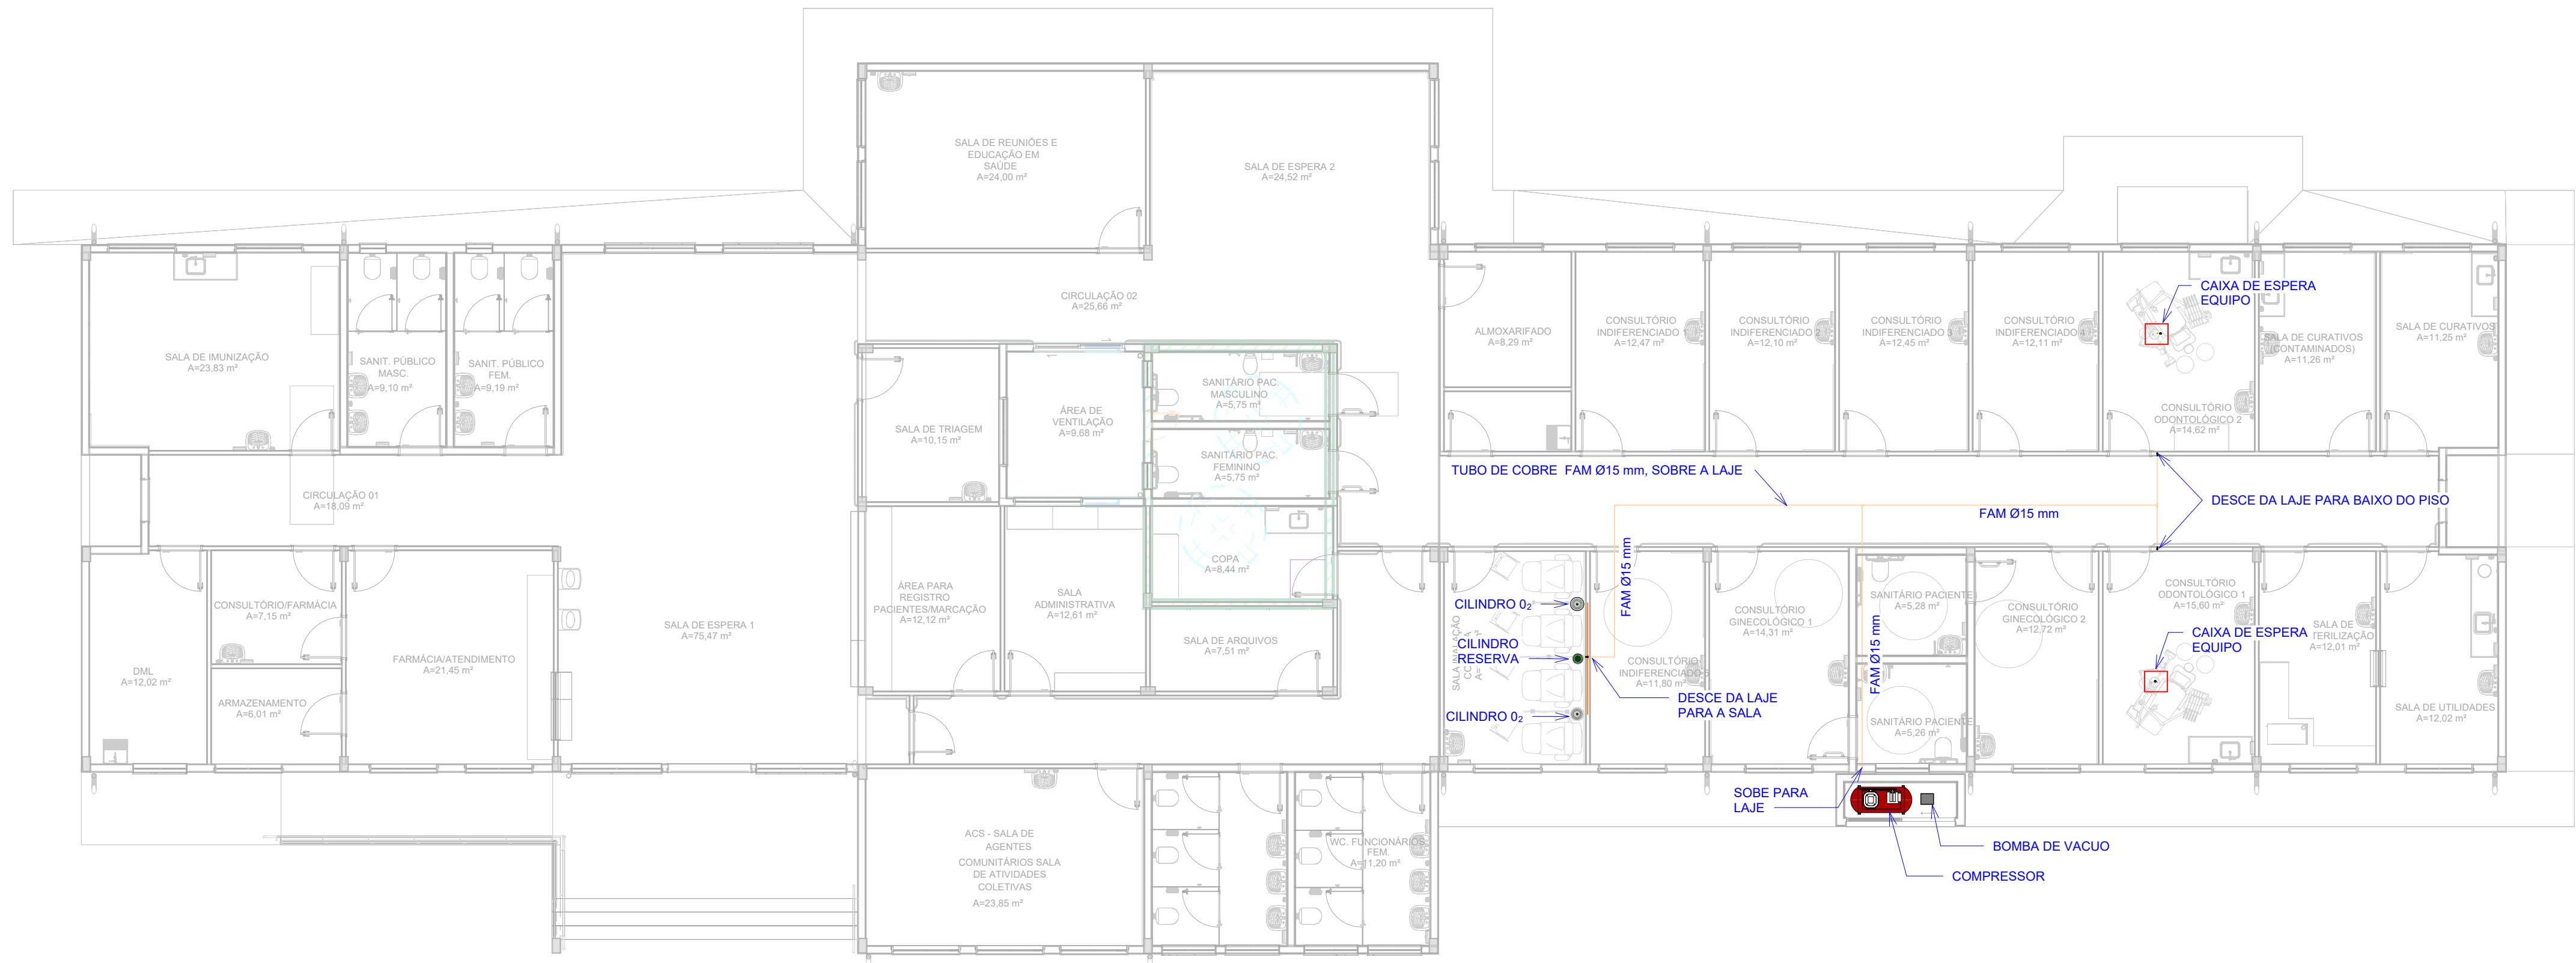 SALA DE REUNIÕES E
EDUCAÇÃO EM
SAÚDE
A=24,00 m²
SALA DE ESPERA 2
A=24,52 m²
CIRCULAÇÃO 02
A=25,66 m²
SALA DE IMUNIZAÇÃO
A=23,83 m²
SANIT. PÚBLICO
MASC.
A=9,10 m²
SANIT. PÚBLICO
FEM.
A=9,19 m²
SALA DE TRIAGEM
A=10,15 m²
ÁREA DE
VENTILAÇÃO
A=9,68 m²
SANITÁRIO PAC.
MASCULINO
A=5,75 m²
SANITÁRIO PAC.
FEMININO
A=5,75 m²
ALMOXARIFADO
A=8,29 m²
CONSULTÓRIO
INDIFERENCIADO 1
A=12,47 m²
CONSULTÓRIO
INDIFERENCIADO 2
A=12,10 m²
CONSULTÓRIO
INDIFERENCIADO 3
A=12,45 m²
CONSULTÓRIO
INDIFERENCIADO 4
A=12,11 m²
CAIXA DE ESPERA
EQUIPO
CONSULTÓRIO
ODONTOLÓGICO 2
A=14,62 m²
SALA DE CURATIVOS
(CONTAMINADOS)
A=11,26 m²
SALA DE CURATIVOS
A=11,25 m²
CIRCULAÇÃO 01
A=18,09 m²
TUBO DE COBRE FAM Ø15 mm, SOBRE A LAJE
FAM Ø15 mm
DESCE DA LAJE PARA BAIXO DO PISO
DML
A=12,02 m²
CONSULTÓRIO/FARMÁCIA
A=7,15 m²
ARMAZENAMENTO
A=6,01 m²
FARMÁCIA/ATENDIMENTO
A=21,45 m²
SALA DE ESPERA 1
A=75,47 m²
ÁREA PARA
REGISTRO
PACIENTES/MARCAÇÃO
A=12,12 m²
SALA
ADMINISTRATIVA
A=12,61 m²
COPA
A=8,44 m²
SALA DE ARQUIVOS
A=7,51 m²
SALA INALAÇÃO
A=
CILINDRO 0₂
CILINDRO
RESERVA
CILINDRO 0₂
FAM Ø15 mm
CONSULTÓRIO
INDIFERENCIADO
A=11,80 m²
DESCE DA LAJE
PARA A SALA
CONSULTÓRIO
GINECOLÓGICO 1
A=14,31 m²
SANITÁRIO PACIENTE
A=5,28 m²
FAM Ø15 mm
SANITÁRIO PACIENTE
A=5,26 m²
CONSULTÓRIO
GINECOLÓGICO 2
A=12,72 m²
CONSULTÓRIO
ODONTOLÓGICO 1
A=15,60 m²
CAIXA DE ESPERA
EQUIPO
SALA DE
TERILIZAÇÃO
A=12,01 m²
SALA DE UTILIDADES
A=12,02 m²
SOBE PARA
LAJE
BOMBA DE VACUO
COMPRESSOR
ACS - SALA DE
AGENTES
COMUNITÁRIOS SALA
DE ATIVIDADES
COLETIVAS
A=23,85 m²
WC. FUNCIONÁRIOS
FEM.
A=11,20 m²